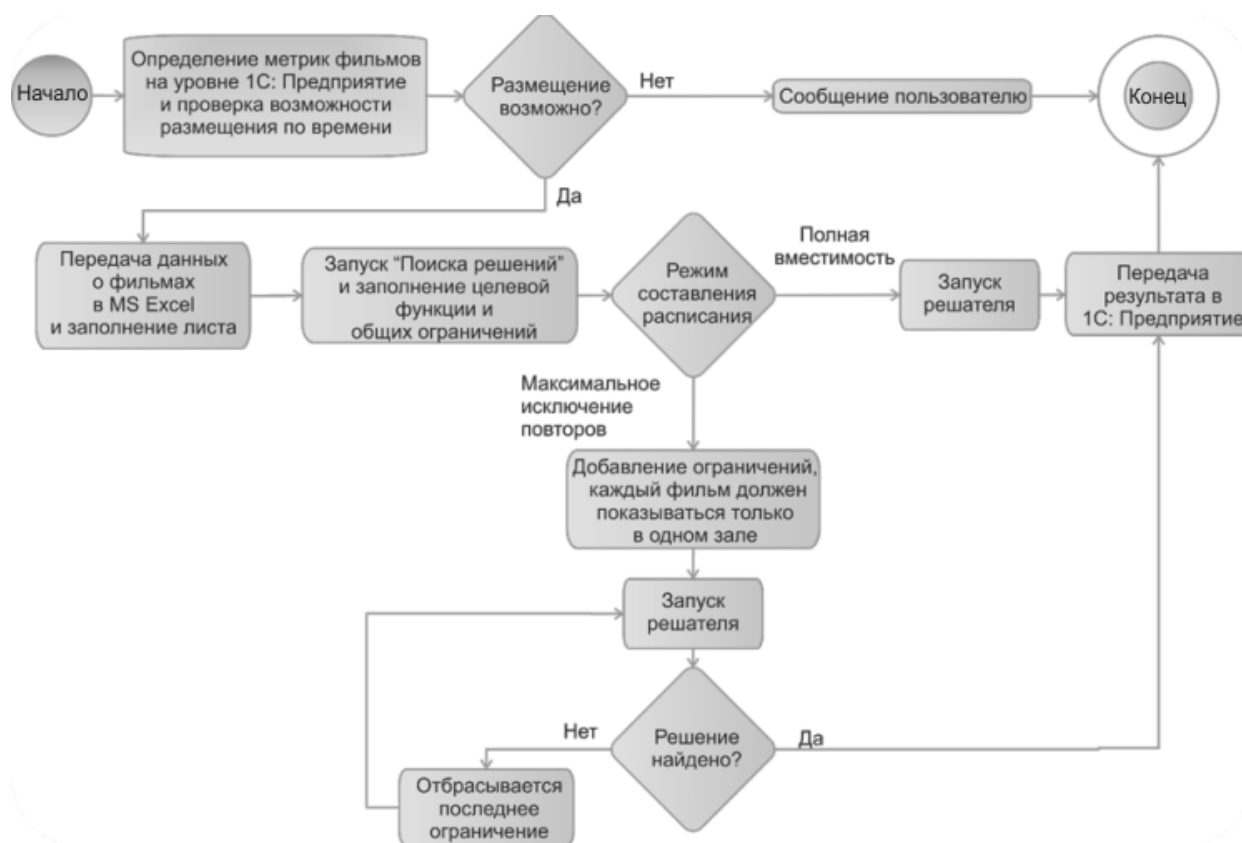 Начало
Определение метрик фильмов
на уровне 1С: Предприятие
и проверка возможности
размещения по времени
Размещение
возможно?
Нет
Сообщение пользователю
Конец
Да
Передача данных
о фильмах
в MS Excel
и заполнение листа
Запуск “Поиска решений”
и заполнение целевой
функции и
общих ограничений
Режим
составления
расписания
Полная
вместимость
Запуск
решателя
Передача
результата в
1С: Предприятие
Максимальное
исключение
повторов
Добавление ограничений,
каждый фильм должен
показываться только
в одном зале
Запуск
решателя
Решение
найдено?
Нет
Да
Отбрасывается
последнее
ограничение